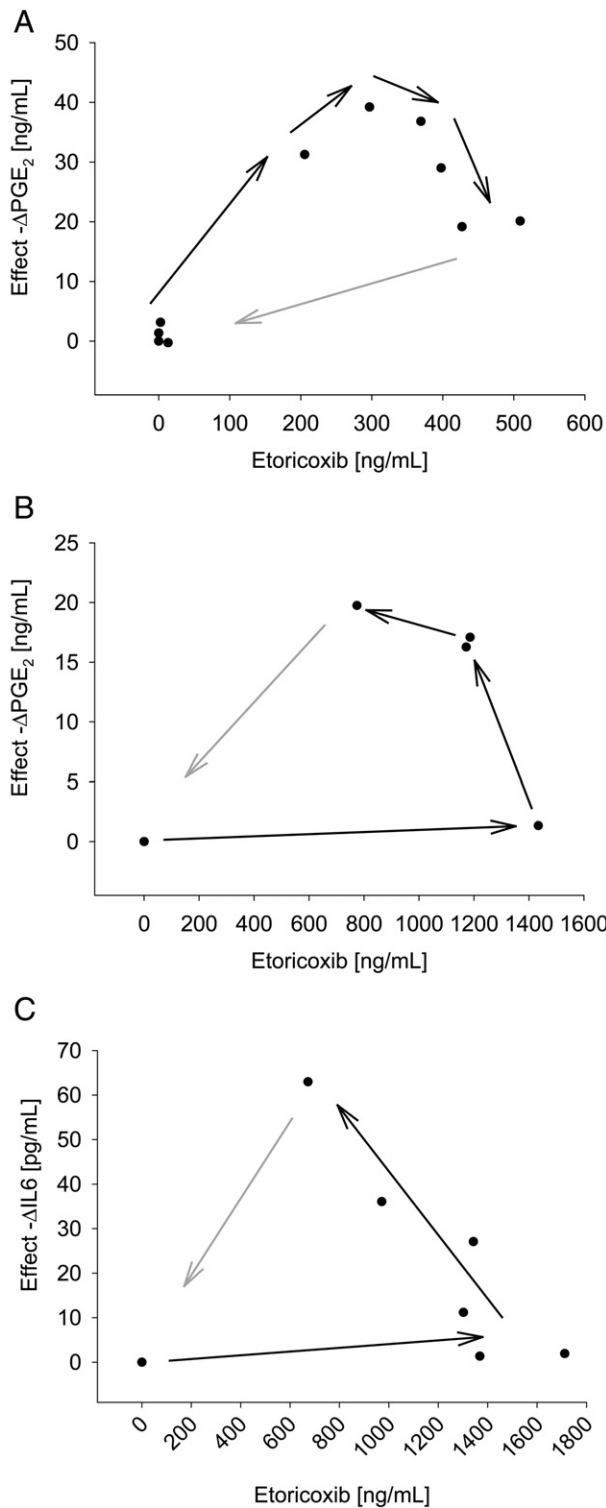 A
50
40
30
20
10
0
Effect -ΔPGE₂ [ng/mL]
0 100 200 300 400 500 600
Etoricoxib [ng/mL]
B
25
20
15
10
5
0
Effect -ΔPGE₂ [ng/mL]
0 200 400 600 800 1000 1200 1400 1600
Etoricoxib [ng/mL]
C
70
60
50
40
30
20
10
0
Effect -ΔIL6 [pg/mL]
0 200 400 600 800 1000 1200 1400 1600 1800
Etoricoxib [ng/mL]